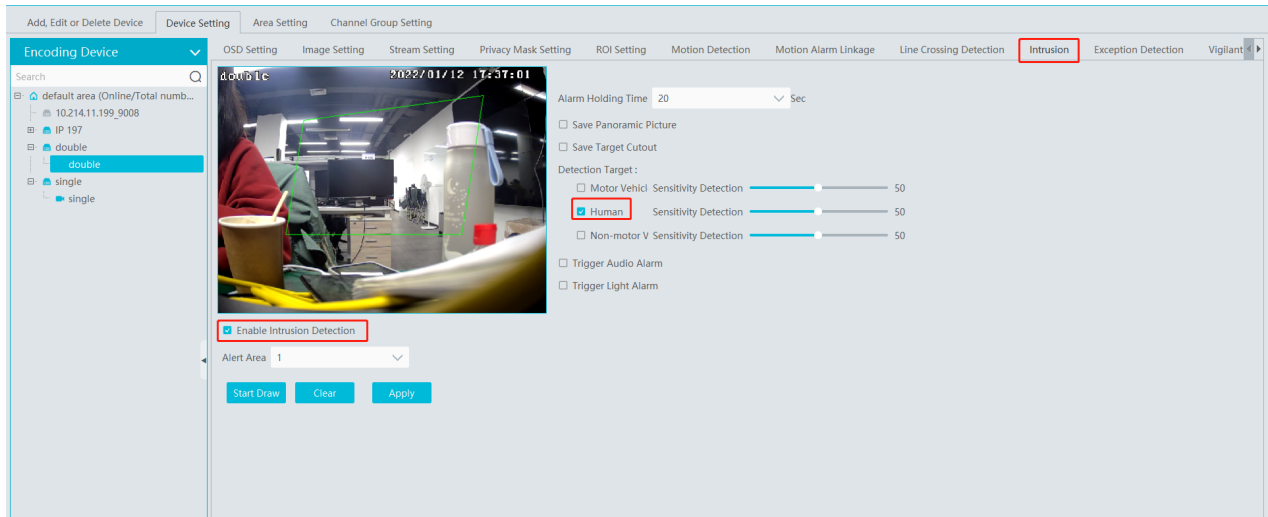 Add, Edit or Delete Device Device Setting Area Setting Channel Group Setting
Encoding Device
OSD Setting Image Setting Stream Setting Privacy Mask Setting ROI Setting Motion Detection Motion Alarm Linkage Line Crossing Detection Intrusion Exception Detection Vigilant
Search
default area (Online/Total numb...
10.214.11.199_9008
IP 197
double
double
single
single
double 2022/01/12 17:37:01
Alarm Holding Time 20 Sec
Save Panoramic Picture
Save Target Cutout
Detection Target :
Motor Vehicl Sensitivity Detection 50
Human Sensitivity Detection 50
Non-motor V Sensitivity Detection 50
Trigger Audio Alarm
Trigger Light Alarm
Enable Intrusion Detection
Alert Area 1
Start Draw Clear Apply